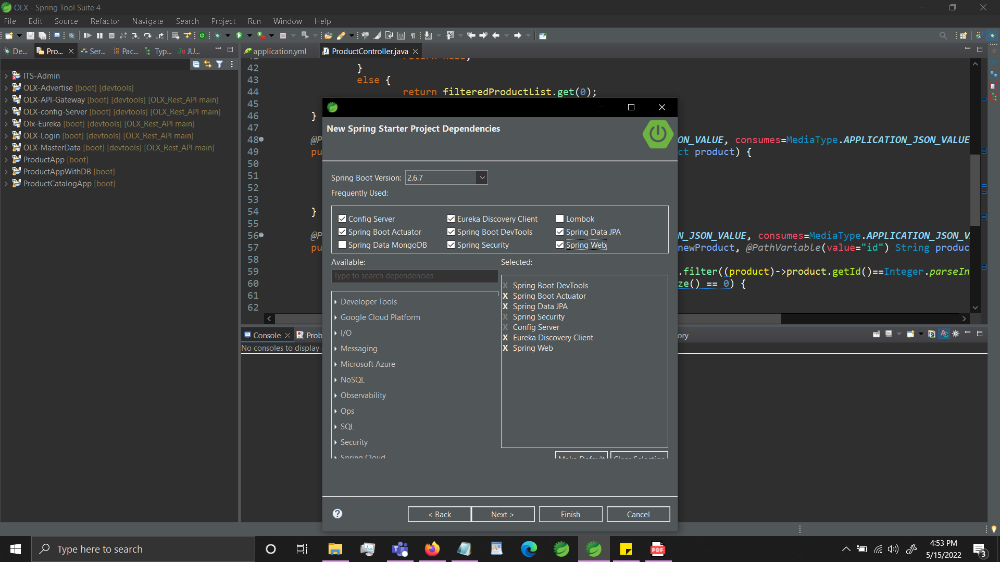 OLX - Spring Tool Suite 4
File Edit Source Refactor Navigate Search Project Run Window Help
De... Pro... Ser... Pac... Typ... JU...
application.yml ProductController.java
ITS-Admin
OLX-Advertise [boot] [devtools]
OLX-API-Gateway [boot] [devtools] [OLX_Rest_API main]
OLX-config-Server [boot] [devtools] [OLX_Rest_API main]
Olx-Eureka [boot] [devtools] [OLX_Rest_API main]
OLX-Login [boot] [devtools] [OLX_Rest_API main]
OLX-MasterData [boot] [devtools] [OLX_Rest_API main]
ProductApp [boot]
ProductAppWithDB [boot]
ProductCatalogApp [boot]
42 }
43 else {
44 return filteredProductList.get(0);
45
46 }
47
48 @P ON_VALUE, consumes=MediaType.APPLICATION_JSON_VALUE
49 pu ct product) {
50
51
52
53
54 }
55
56 @P N_JSON_VALUE, consumes=MediaType.APPLICATION_JSON_V
57 pu newProduct, @PathVariable(value="id") String produc
58
59 .filter((product)->product.getId()==Integer.parseIn
60 ze() == 0) {
61
62
New Spring Starter Project Dependencies
Spring Boot Version: 2.6.7
Frequently Used:
Config Server Eureka Discovery Client Lombok
Spring Boot Actuator Spring Boot DevTools Spring Data JPA
Spring Data MongoDB Spring Security Spring Web
Available: Selected:
Type to search dependencies
Developer Tools
Google Cloud Platform
I/O
Messaging
Microsoft Azure
NoSQL
Observability
Ops
SQL
Security
Spring Cloud
X Spring Boot DevTools
X Spring Boot Actuator
X Spring Data JPA
X Spring Security
X Config Server
X Eureka Discovery Client
X Spring Web
Make Default Clear Selection
< Back Next > Finish Cancel
Console Prob ory
No consoles to display
Type here to search
4:53 PM
5/15/2022
3
PDF